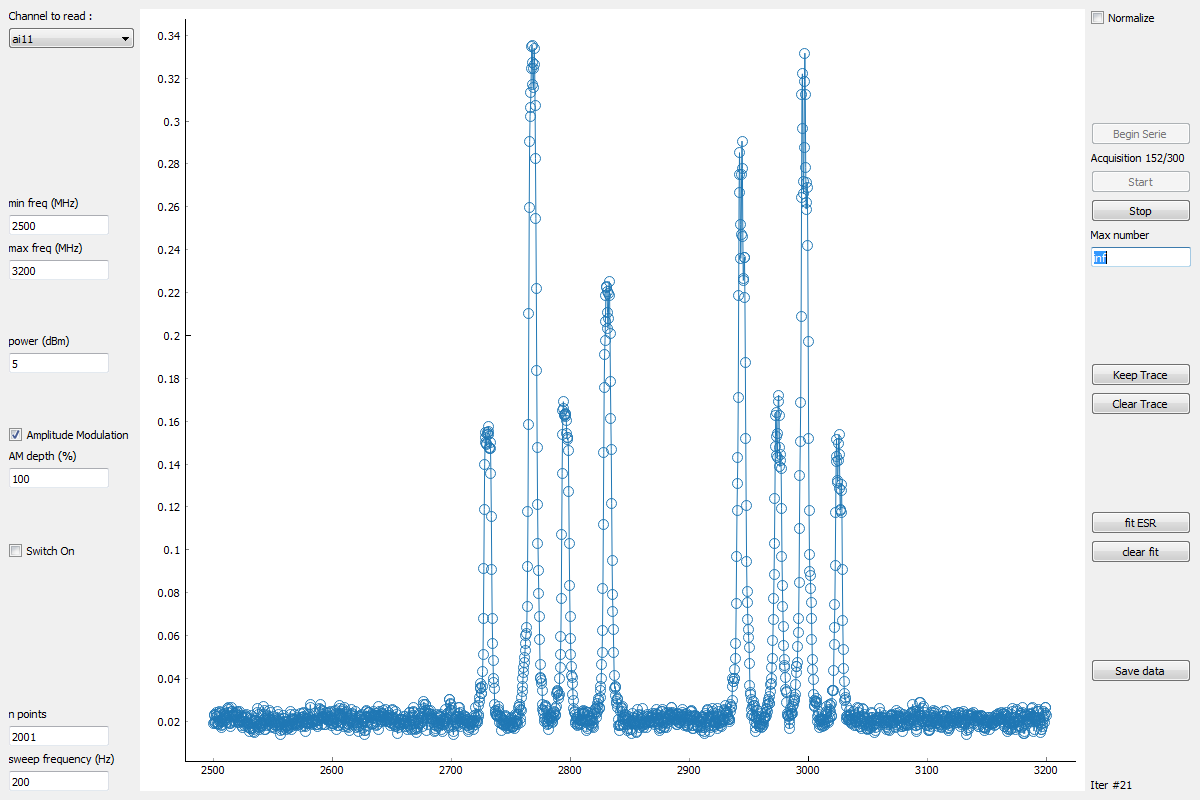 Channel to read :
ai11
min freq (MHz)
2500
max freq (MHz)
3200
power (dBm)
5
Amplitude Modulation
AM depth (%)
100
Switch On
n points
2001
sweep frequency (Hz)
200
0.34
0.32
0.3
0.28
0.26
0.24
0.22
0.2
0.18
0.16
0.14
0.12
0.1
0.08
0.06
0.04
0.02
2500 2600 2700 2800 2900 3000 3100 3200
Normalize
Begin Serie
Acquisition 152/300
Start
Stop
Max number
inf
Keep Trace
Clear Trace
fit ESR
clear fit
Save data
Iter #21